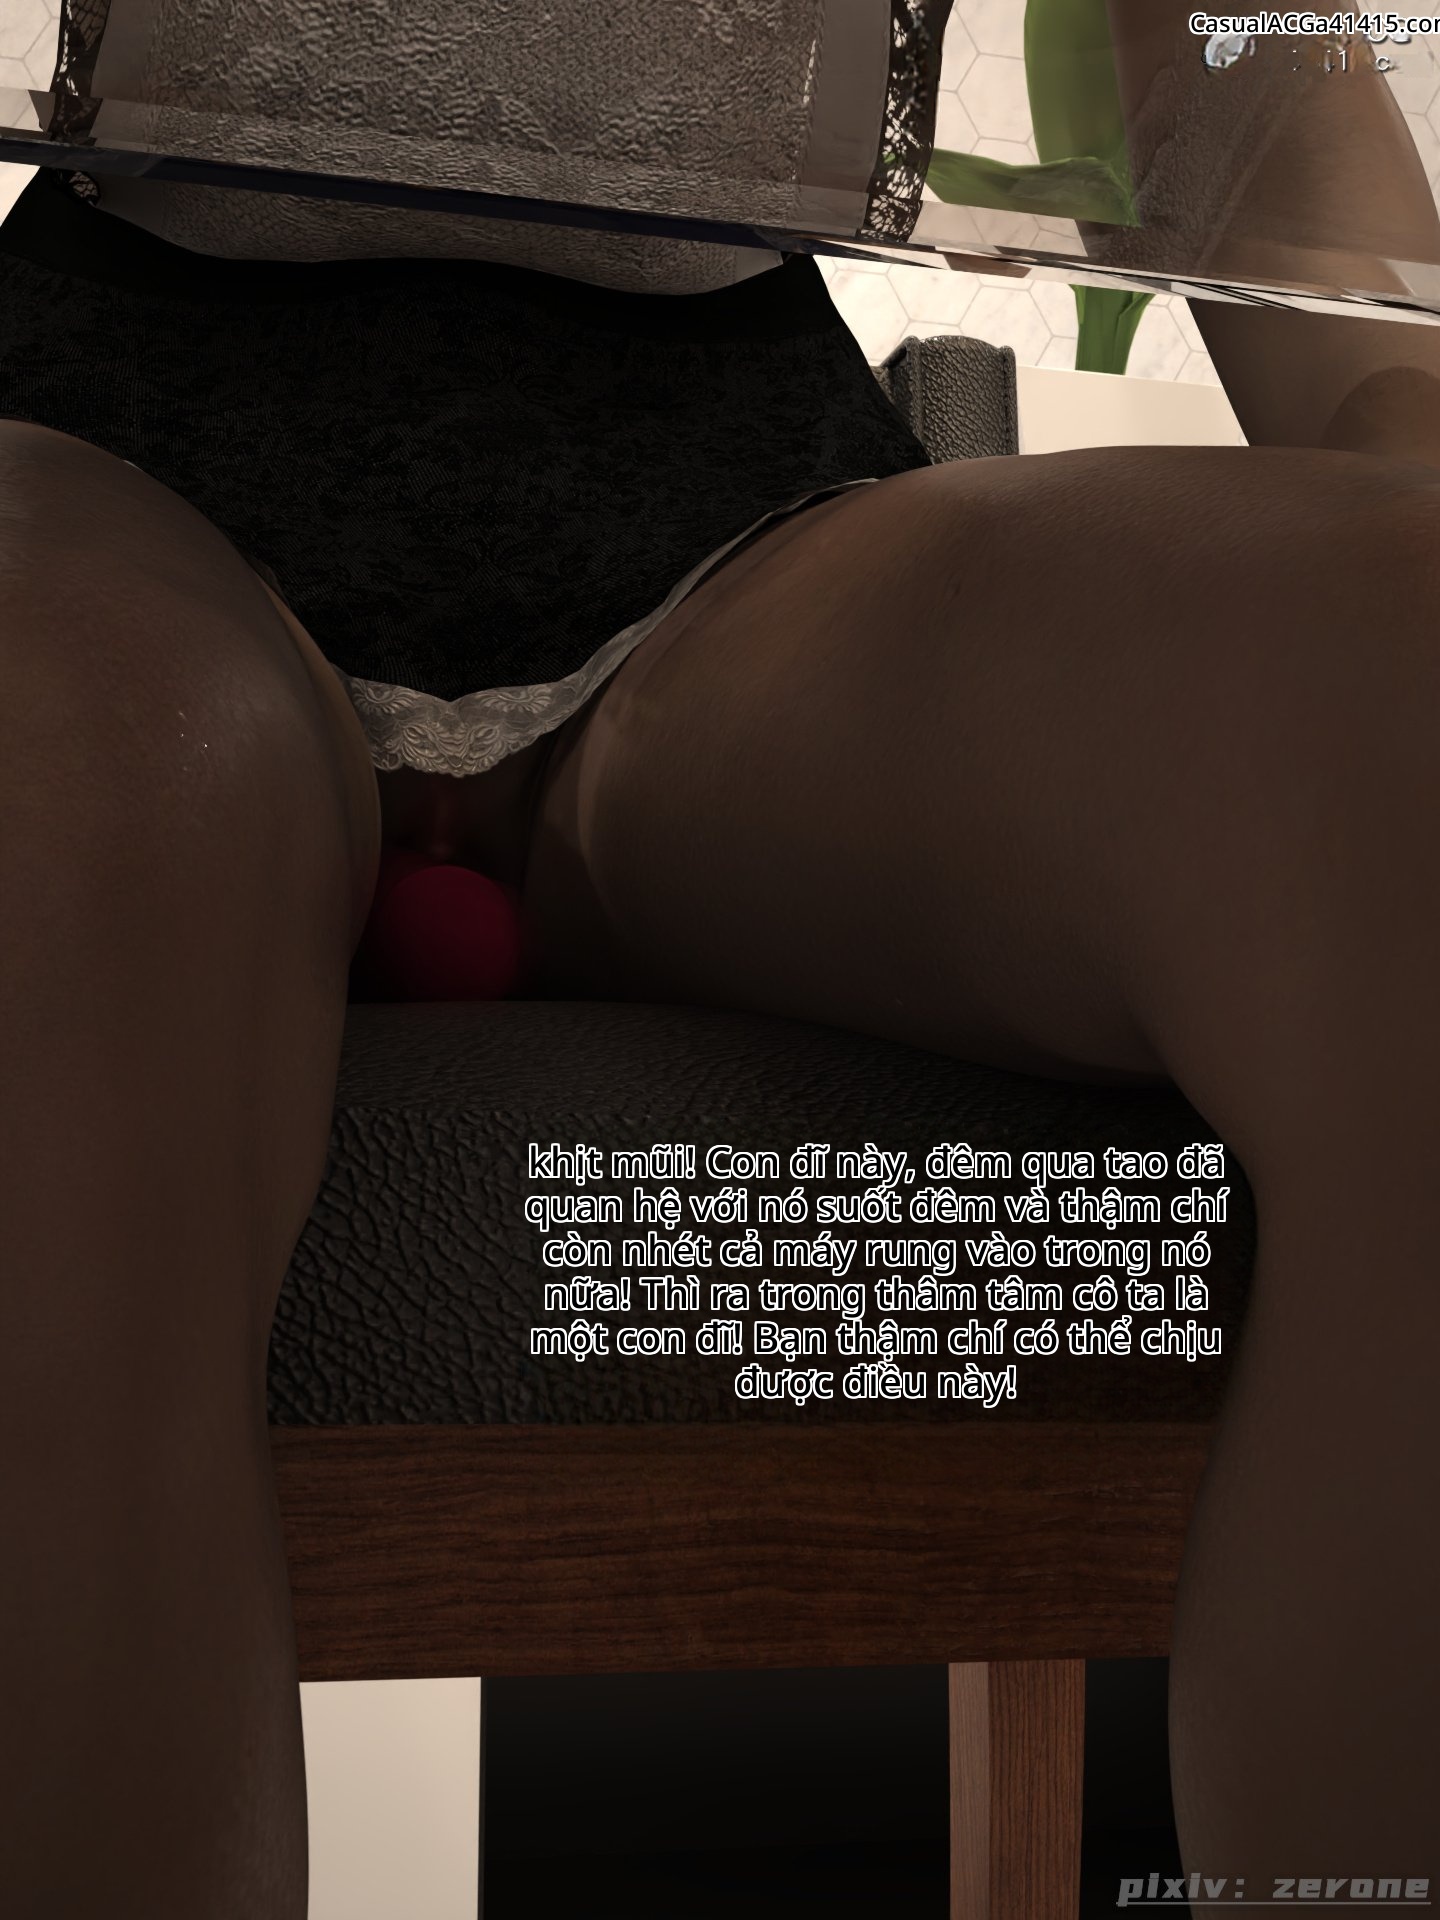 CasualACGa41415.con
khịt mũi! Con đĩ này, đêm qua tao đã
quan hệ với nó suốt đêm và thậm chí
còn nhét cả máy rung vào trong nó
nữa! Thì ra trong thâm tâm cô ta là
một con đĩ! Bạn thậm chí có thể chịu
được điều này!
pixiv: zerone